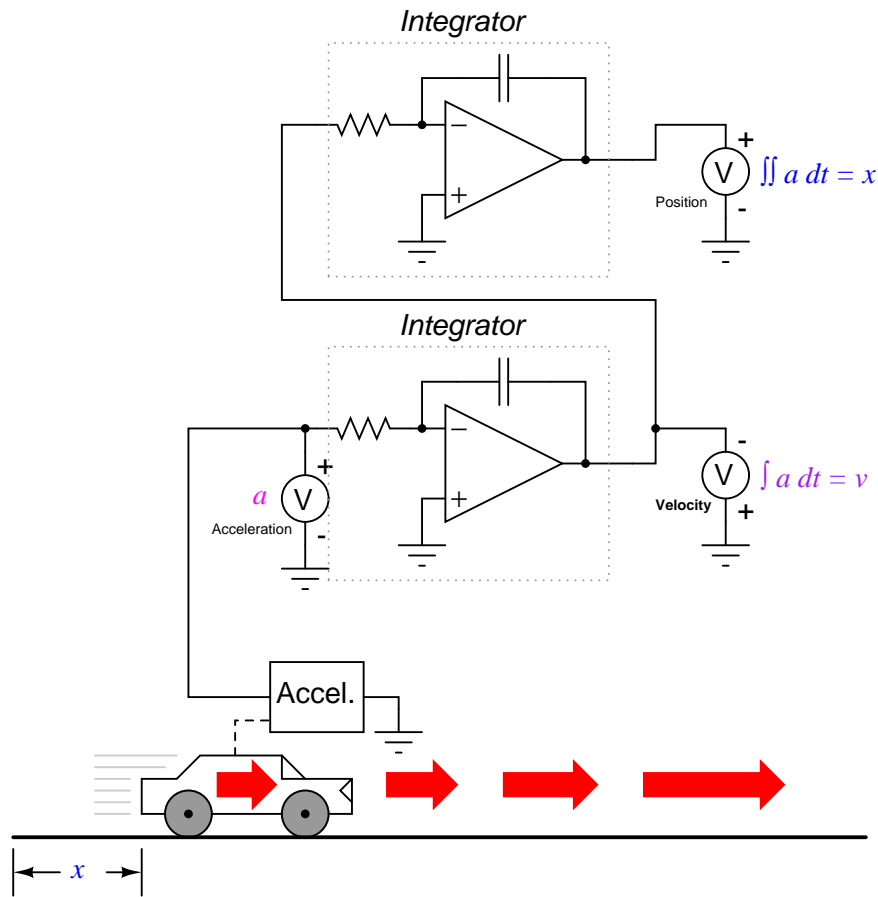 Integrator
−
+
+
V
-
Position
∫∫ a dt = x
Integrator
−
+
a
+
V
-
Acceleration
-
V
+
Velocity
∫ a dt = v
Accel.
x